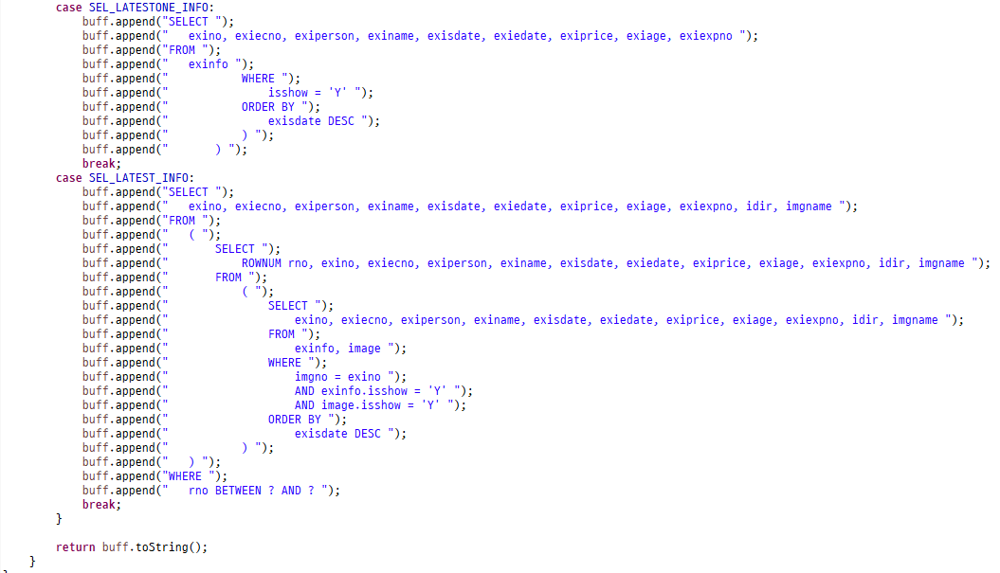 case SEL_LATESTONE_INFO:
buff.append("SELECT ");
buff.append("   exino, exiecno, exiperson, exiname, exisdate, exiedate, exiprice, exiage, exiexpno ");
buff.append("FROM ");
buff.append("   exinfo ");
buff.append("           WHERE ");
buff.append("               isshow = 'Y' ");
buff.append("           ORDER BY ");
buff.append("               exisdate DESC ");
buff.append("           ) ");
buff.append("       ) ");
break;
case SEL_LATEST_INFO:
buff.append("SELECT ");
buff.append("   exino, exiecno, exiperson, exiname, exisdate, exiedate, exiprice, exiage, exiexpno, idir, imgname ");
buff.append("FROM ");
buff.append("   ( ");
buff.append("       SELECT ");
buff.append("           ROWNUM rno, exino, exiecno, exiperson, exiname, exisdate, exiedate, exiprice, exiage, exiexpno, idir, imgname ");
buff.append("       FROM ");
buff.append("           ( ");
buff.append("               SELECT ");
buff.append("                   exino, exiecno, exiperson, exiname, exisdate, exiedate, exiprice, exiage, exiexpno, idir, imgname ");
buff.append("               FROM ");
buff.append("                   exinfo, image ");
buff.append("               WHERE ");
buff.append("                   imgno = exino ");
buff.append("                   AND exinfo.isshow = 'Y' ");
buff.append("                   AND image.isshow = 'Y' ");
buff.append("               ORDER BY ");
buff.append("                   exisdate DESC ");
buff.append("           ) ");
buff.append("   ) ");
buff.append("WHERE ");
buff.append("   rno BETWEEN ? AND ? ");
break;
}
return buff.toString();
}